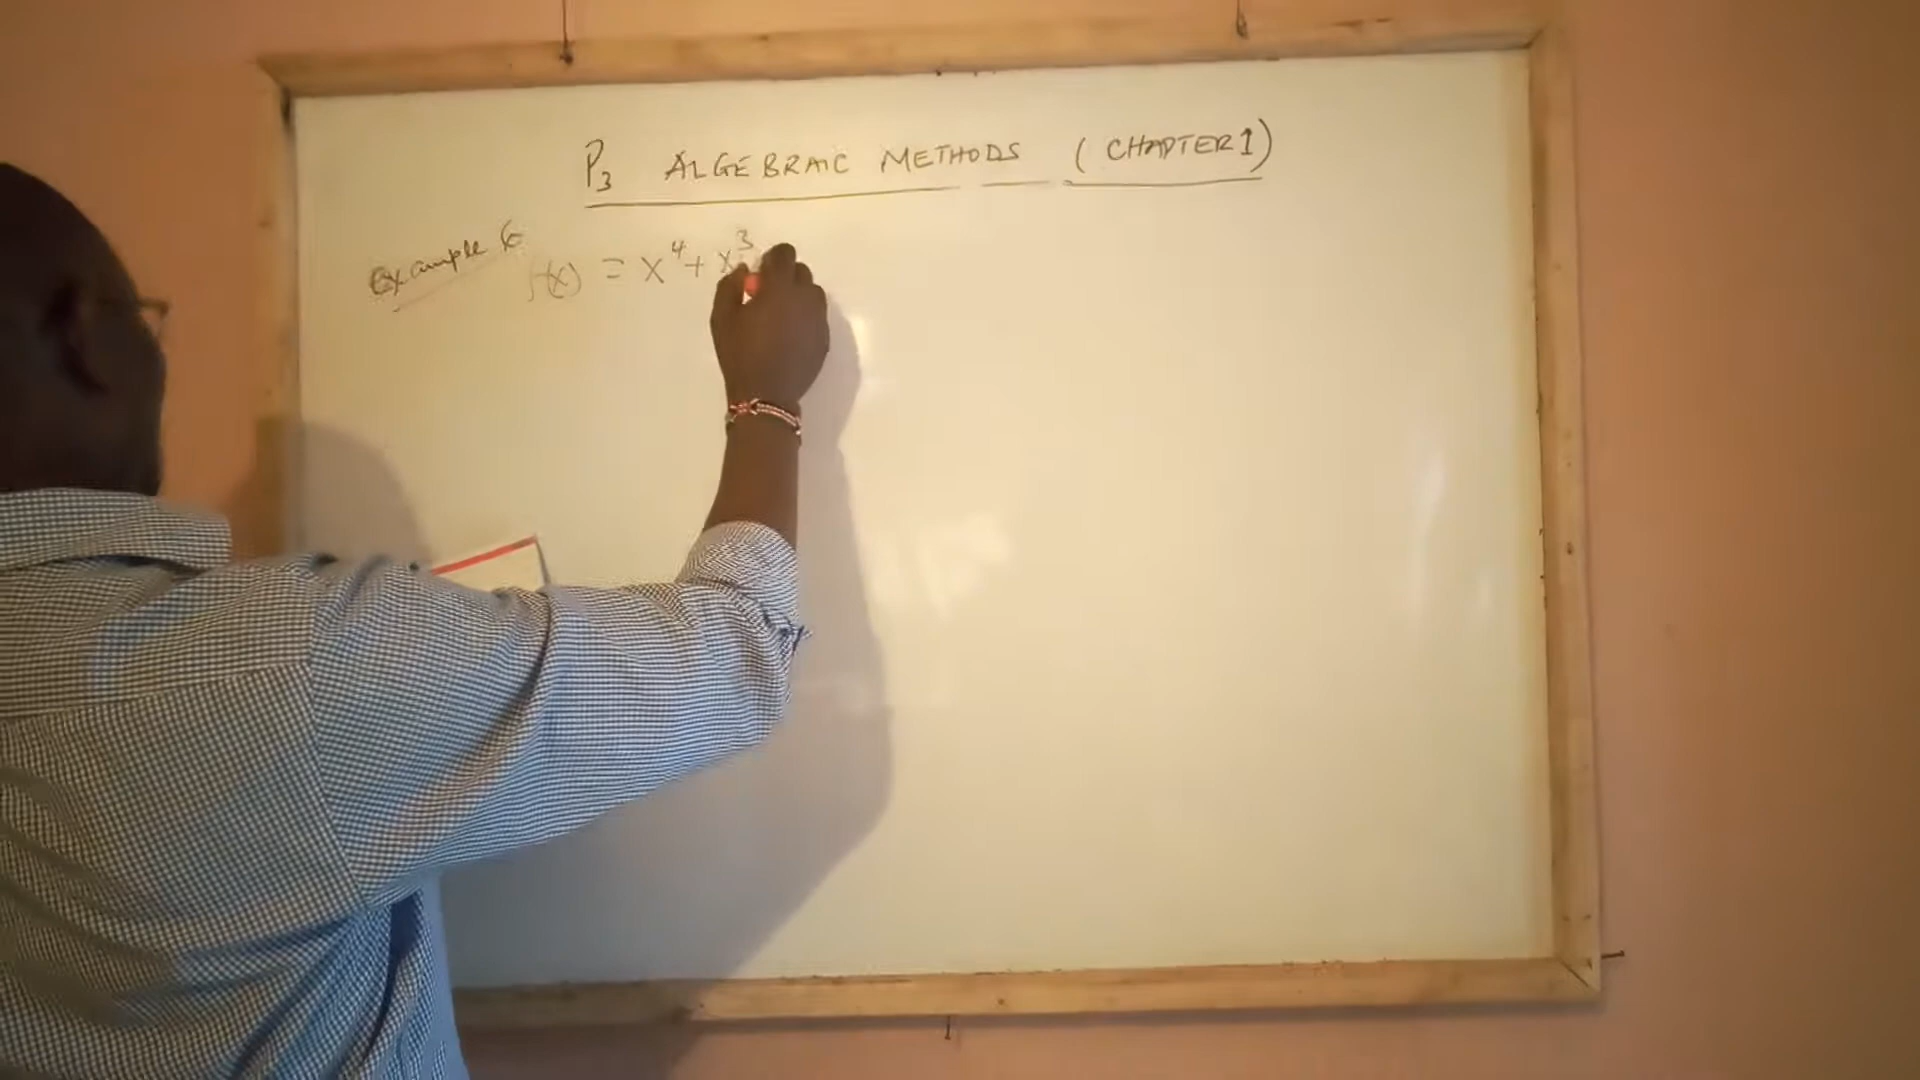 P3 ALGEBRAIC METHODS (CHAPTER 1)
Example 6
f(x) = x⁴ + x³